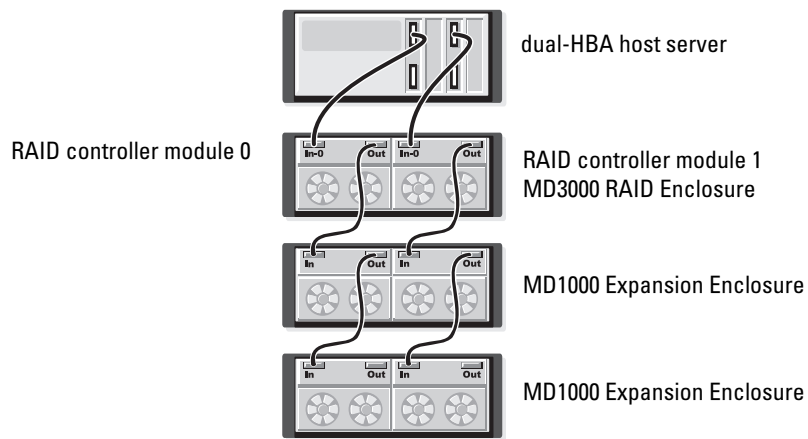 dual-HBA host server
RAID controller module 0
In-0 Out In-0 Out
RAID controller module 1
MD3000 RAID Enclosure
In Out In Out
MD1000 Expansion Enclosure
In Out In Out
MD1000 Expansion Enclosure